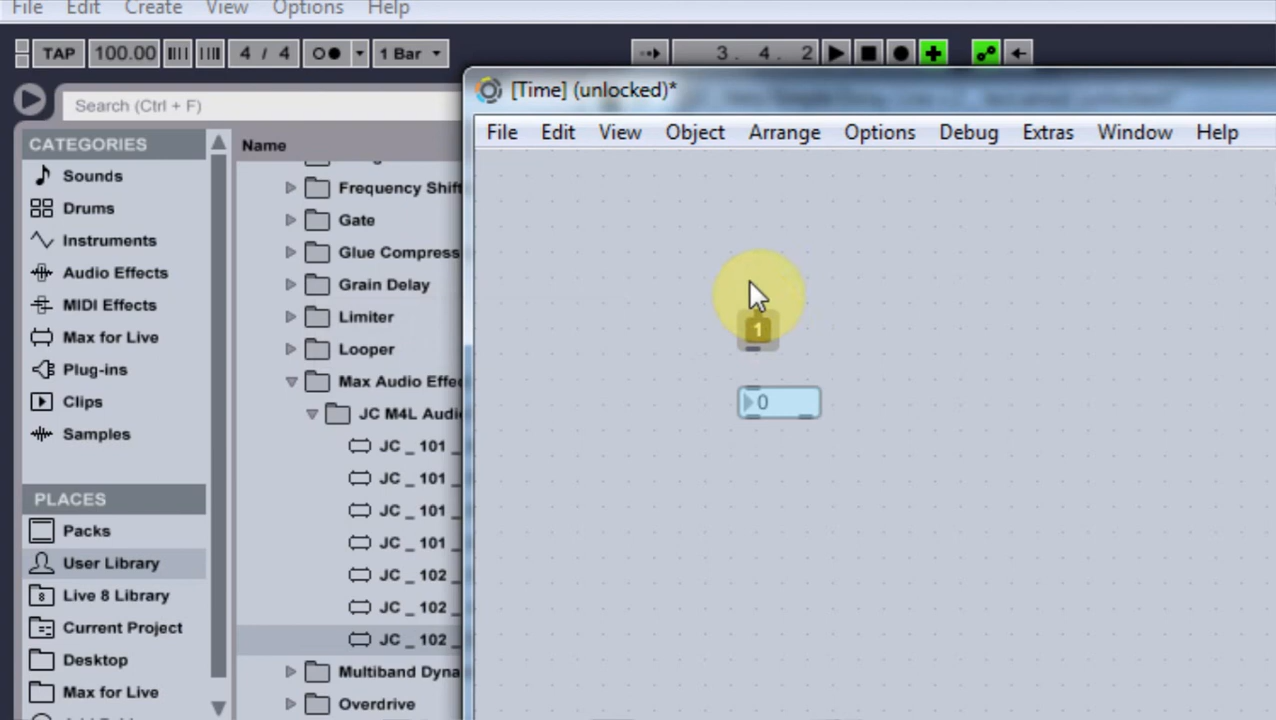 File Edit Create View Options Help
TAP 100.00 4 / 4 1 Bar 3. 4. 2
Search (Ctrl + F)
[Time] (unlocked)*
File Edit View Object Arrange Options Debug Extras Window Help
CATEGORIES
Sounds
Drums
Instruments
Audio Effects
MIDI Effects
Max for Live
Plug-ins
Clips
Samples
PLACES
Packs
User Library
Live 8 Library
Current Project
Desktop
Max for Live
Name
Frequency Shift
Gate
Glue Compress
Grain Delay
Limiter
Looper
Max Audio Effe
JC M4L Audi
JC _ 101 _
JC _ 101 _
JC _ 101 _
JC _ 101 _
JC _ 102 _
JC _ 102 _
JC _ 102 _
Multiband Dyna
Overdrive
1
0